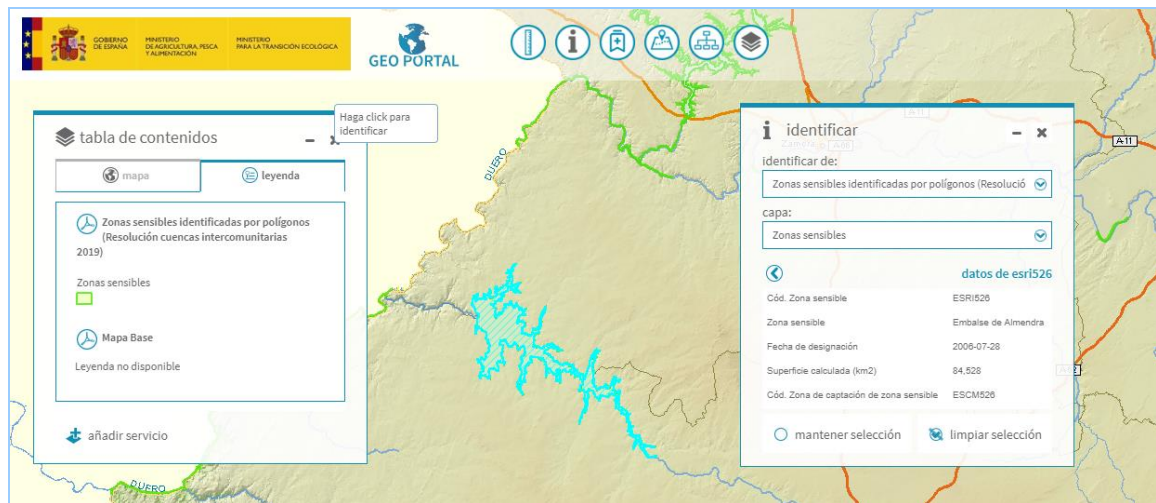 GOBIERNO
DE ESPAÑA
MINISTERIO
DE AGRICULTURA, PESCA
Y ALIMENTACIÓN
MINISTERIO
PARA LA TRANSICIÓN ECOLÓGICA
GEO PORTAL
tabla de contenidos
Haga click para
identificar
mapa
leyenda
Zonas sensibles identificadas por polígonos
(Resolución cuencas intercomunitarias
2019)
Zonas sensibles
Mapa Base
Leyenda no disponible
añadir servicio
DUERO
DUERO
identificar
Zamora
A66
A11
A11
identificar de:
Zonas sensibles identificadas por polígonos (Resolució
capa:
Zonas sensibles
datos de esri526
Cód. Zona sensible ESRI526
Zona sensible Embalse de Almendra
Fecha de designación 2006-07-28
Superficie calculada (km2) 84,528
Cód. Zona de captación de zona sensible ESCM526
mantener selección
limpiar selección